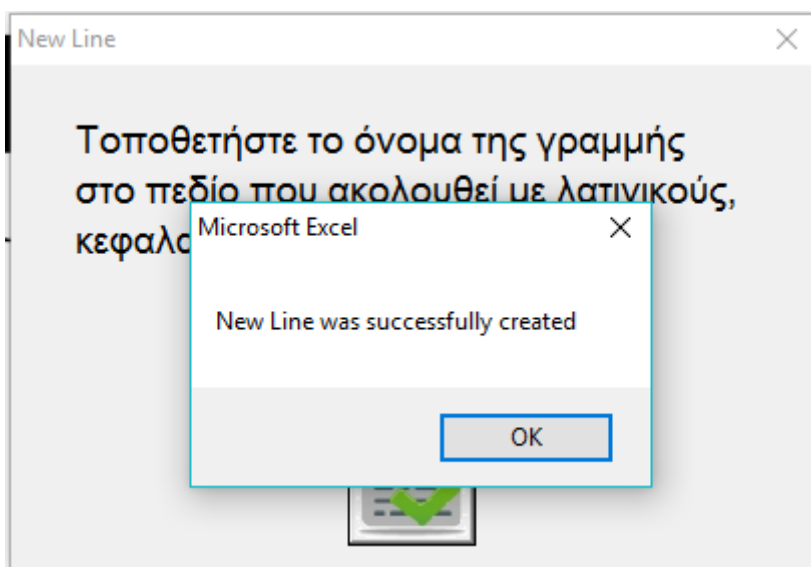 New Line
Τοποθετήστε το όνομα της γραμμής
στο πεδίο που ακολουθεί με λατινικούς,
Microsoft Excel
New Line was successfully created
OK